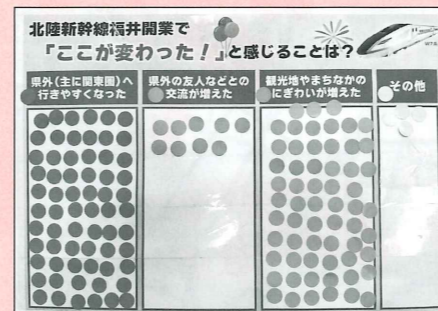 北陸新幹線福井開業で
「ここが変わった！」と感じることは？
県外（主に関東圏）へ
行きやすくなった
県外の友人などとの
交流が増えた
観光地やまちなかの
にぎわいが増えた
その他